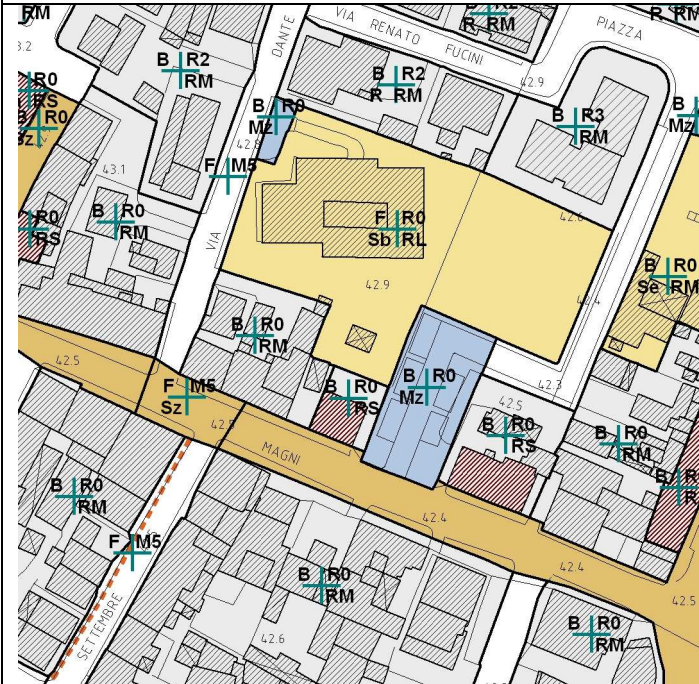 RM
3.2
VIA RENATO FUCINI
R RM
PIAZZA
R RM
DANTE
B R2
RM
B R2
R RM
42.9
R0
RS
B R0
Sz
B R0
Mz
42.8
B R3
RM
B
Mz
43.1
F M5
B R0
RM
R0
RS
VIA
F R0
Sb RL
42.6
42.9
42.4
B R0
Se RM
B R0
RM
42.5
F M5
Sz
B R0
RS
B R0
Mz
42.3
42.5
B R0
RS
B R0
RM
MAGNI
B R0
RM
B R
42.4
F M5
42.4
B R0
RM
42.5
SETTEMBRE
42.6
B R0
RM